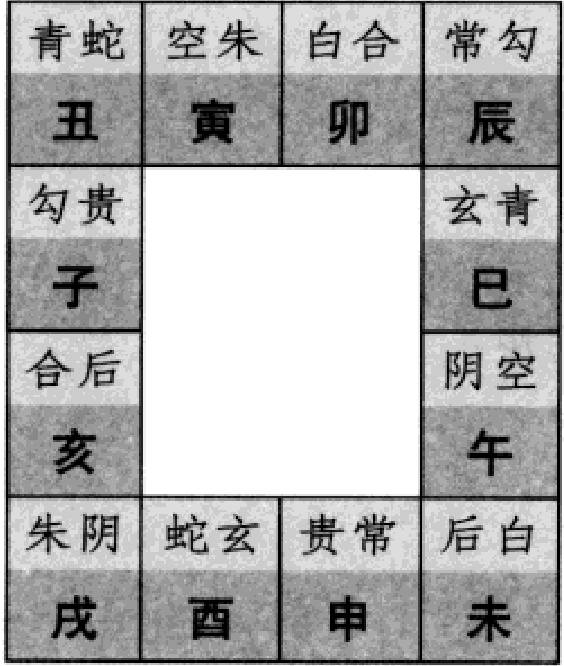 青蛇 空朱 白合 常勾
丑 寅 卯 辰
勾贵 玄青
子 巳
合后 阴空
亥 午
朱阴 蛇玄 贵常 后白
戌 酉 申 未